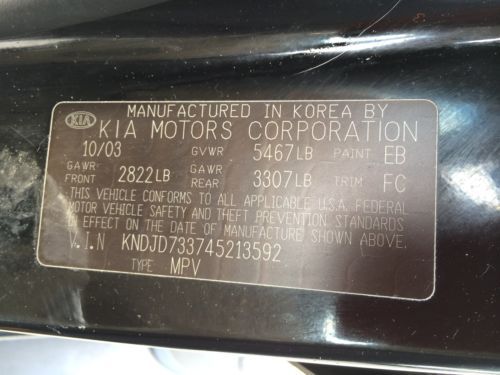 MANUFACTURED IN KOREA BY
KIA KIA MOTORS CORPORATION
10/03 GVWR 5467LB PAINT EB
GAWR FRONT 2822LB GAWR REAR 3307LB TRIM FC
THIS VEHICLE CONFORMS TO ALL APPLICABLE U.S.A. FEDERAL
MOTOR VEHICLE SAFETY AND THEFT PREVENTION STANDARDS
IN EFFECT ON THE DATE OF MANUFACTURE SHOWN ABOVE.
V.I.N KNDJD733745213592
TYPE MPV